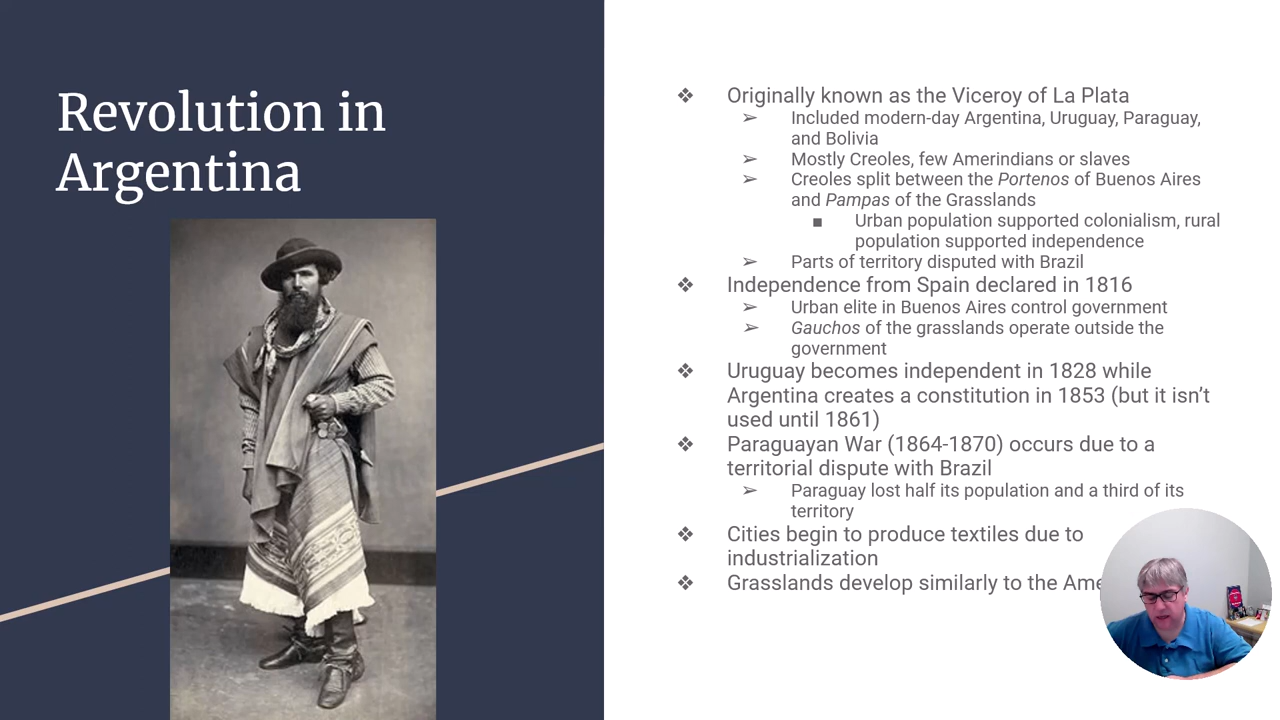 Revolution in
Argentina
❖ Originally known as the Viceroy of La Plata
➢ Included modern-day Argentina, Uruguay, Paraguay,
and Bolivia
➢ Mostly Creoles, few Amerindians or slaves
➢ Creoles split between the Portenos of Buenos Aires
and Pampas of the Grasslands
■ Urban population supported colonialism, rural
population supported independence
➢ Parts of territory disputed with Brazil
❖ Independence from Spain declared in 1816
➢ Urban elite in Buenos Aires control government
➢ Gauchos of the grasslands operate outside the
government
❖ Uruguay becomes independent in 1828 while
Argentina creates a constitution in 1853 (but it isn’t
used until 1861)
❖ Paraguayan War (1864-1870) occurs due to a
territorial dispute with Brazil
➢ Paraguay lost half its population and a third of its
territory
❖ Cities begin to produce textiles due to
industrialization
❖ Grasslands develop similarly to the